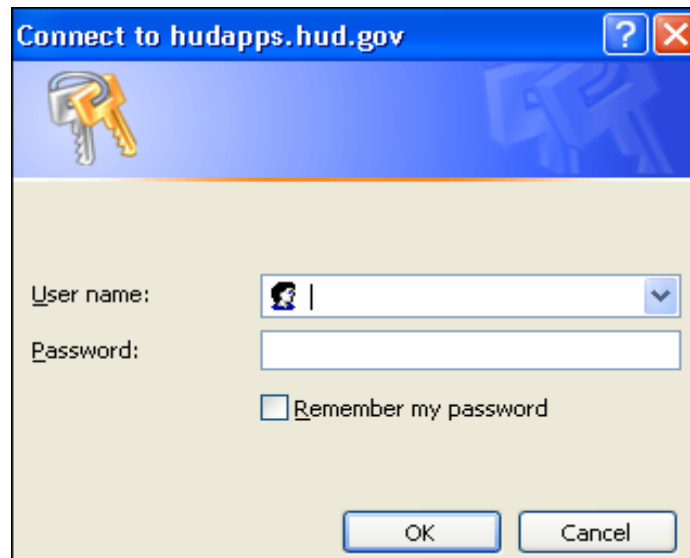 Connect to hudapps.hud.gov
User name:
Password:
Remember my password
OK Cancel